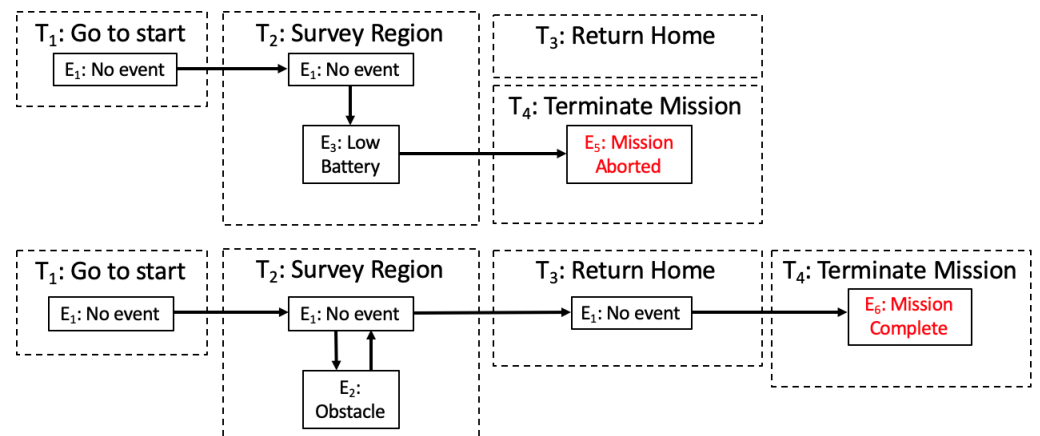 T₁: Go to start
E₁: No event
T₂: Survey Region
E₁: No event
E₃: Low
Battery
T₃: Return Home
T₄: Terminate Mission
E₅: Mission
Aborted
T₁: Go to start
E₁: No event
T₂: Survey Region
E₁: No event
E₂:
Obstacle
T₃: Return Home
E₁: No event
T₄: Terminate Mission
E₆: Mission
Complete